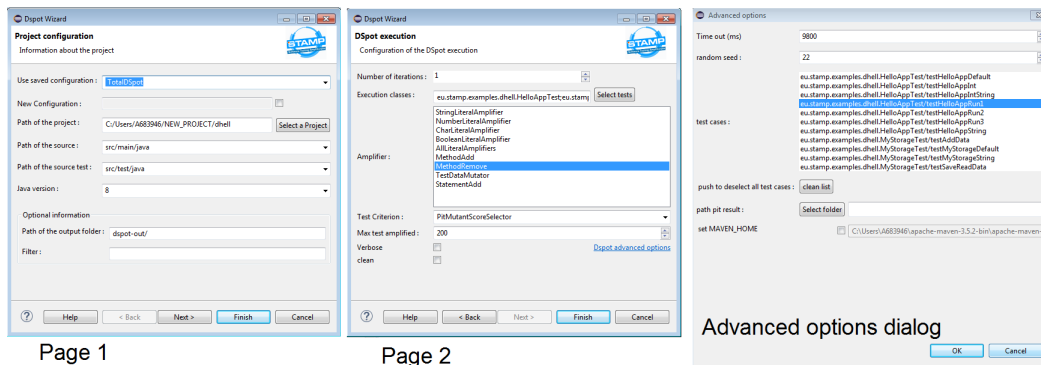 Dspot Wizard
Project configuration
Information about the project
STAMP
Use saved configuration :
TotalDSpot
New Configuration :
Path of the project :
C:/Users/A683946/NEW_PROJECT/dhell
Select a Project
Path of the source :
src/main/java
Path of the source test :
src/test/java
Java version :
8
Optional information
Path of the output folder :
dspot-out/
Filter :
?
Help
< Back
Next >
Finish
Cancel
Page 1
Dspot Wizard
DSpot execution
Configuration of the DSpot execution
STAMP
Number of iterations :
1
Execution classes :
eu.stamp.examples.dhell.HelloAppTest;eu.stamp
Select tests
Amplifier :
StringLiteralAmplifier
NumberLiteralAmplifier
CharLiteralAmplifier
BooleanLiteralAmplifier
AllLiteralAmplifiers
MethodAdd
MethodRemove
TestDataMutator
StatementAdd
Test Criterion :
PitMutantScoreSelector
Max test amplified :
200
Verbose
Dspot advanced options
clean
?
Help
< Back
Next >
Finish
Cancel
Page 2
Advanced options
Time out (ms)
9800
random seed :
22
test cases :
eu.stamp.examples.dhell.HelloAppTest/testHelloAppDefault
eu.stamp.examples.dhell.HelloAppTest/testHelloAppInt
eu.stamp.examples.dhell.HelloAppTest/testHelloAppIntString
eu.stamp.examples.dhell.HelloAppTest/testHelloAppRun1
eu.stamp.examples.dhell.HelloAppTest/testHelloAppRun2
eu.stamp.examples.dhell.HelloAppTest/testHelloAppRun3
eu.stamp.examples.dhell.HelloAppTest/testHelloAppString
eu.stamp.examples.dhell.MyStorageTest/testAddData
eu.stamp.examples.dhell.MyStorageTest/testMyStorageDefault
eu.stamp.examples.dhell.MyStorageTest/testMyStorageString
eu.stamp.examples.dhell.MyStorageTest/testSaveReadData
push to deselect all test cases :
clean list
path pit result :
Select folder
set MAVEN_HOME
C:\Users\A683946\apache-maven-3.5.2-bin\apache-maven-
Advanced options dialog
OK
Cancel